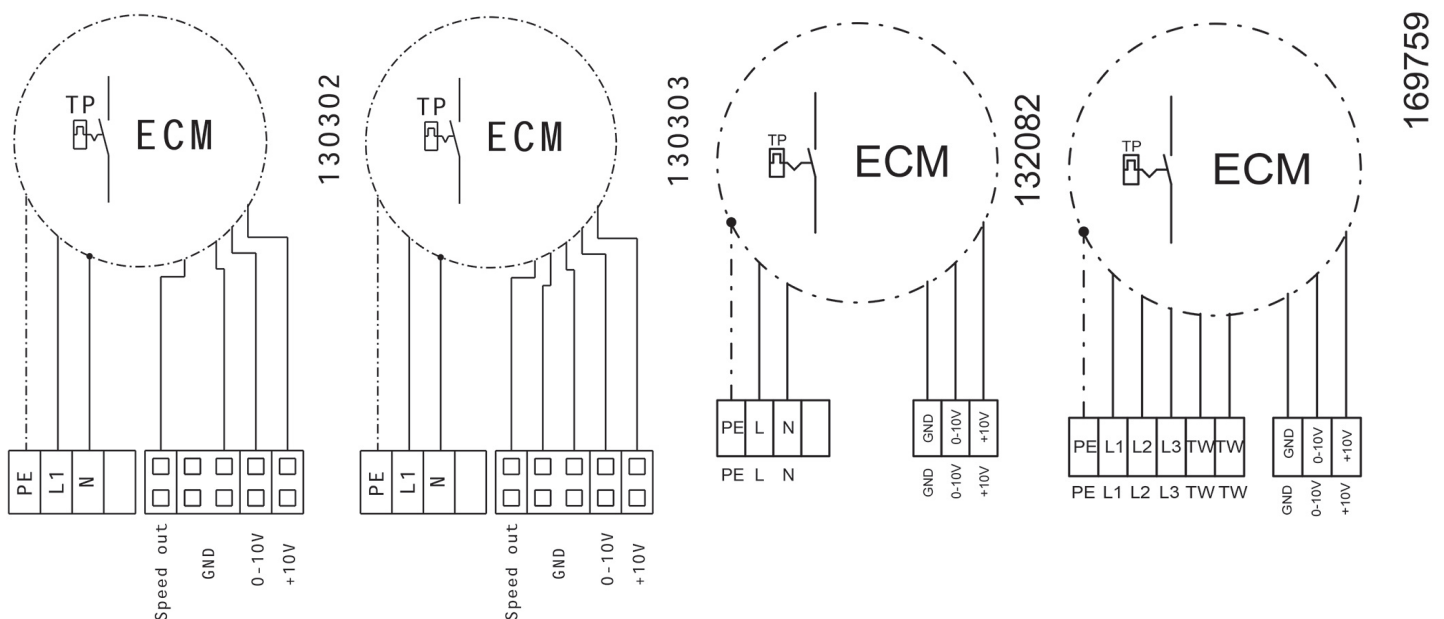 TP
ECM
130302
PE
L1
N
Speed out
GND
0-10V
+10V
TP
ECM
130303
PE
L1
N
Speed out
GND
0-10V
+10V
TP
ECM
132082
PE L N
GND
0-10V
+10V
PE L N
GND
0-10V
+10V
TP
ECM
169759
PE L1 L2 L3 TW TW
GND
0-10V
+10V
PE L1 L2 L3 TW TW
GND
0-10V
+10V